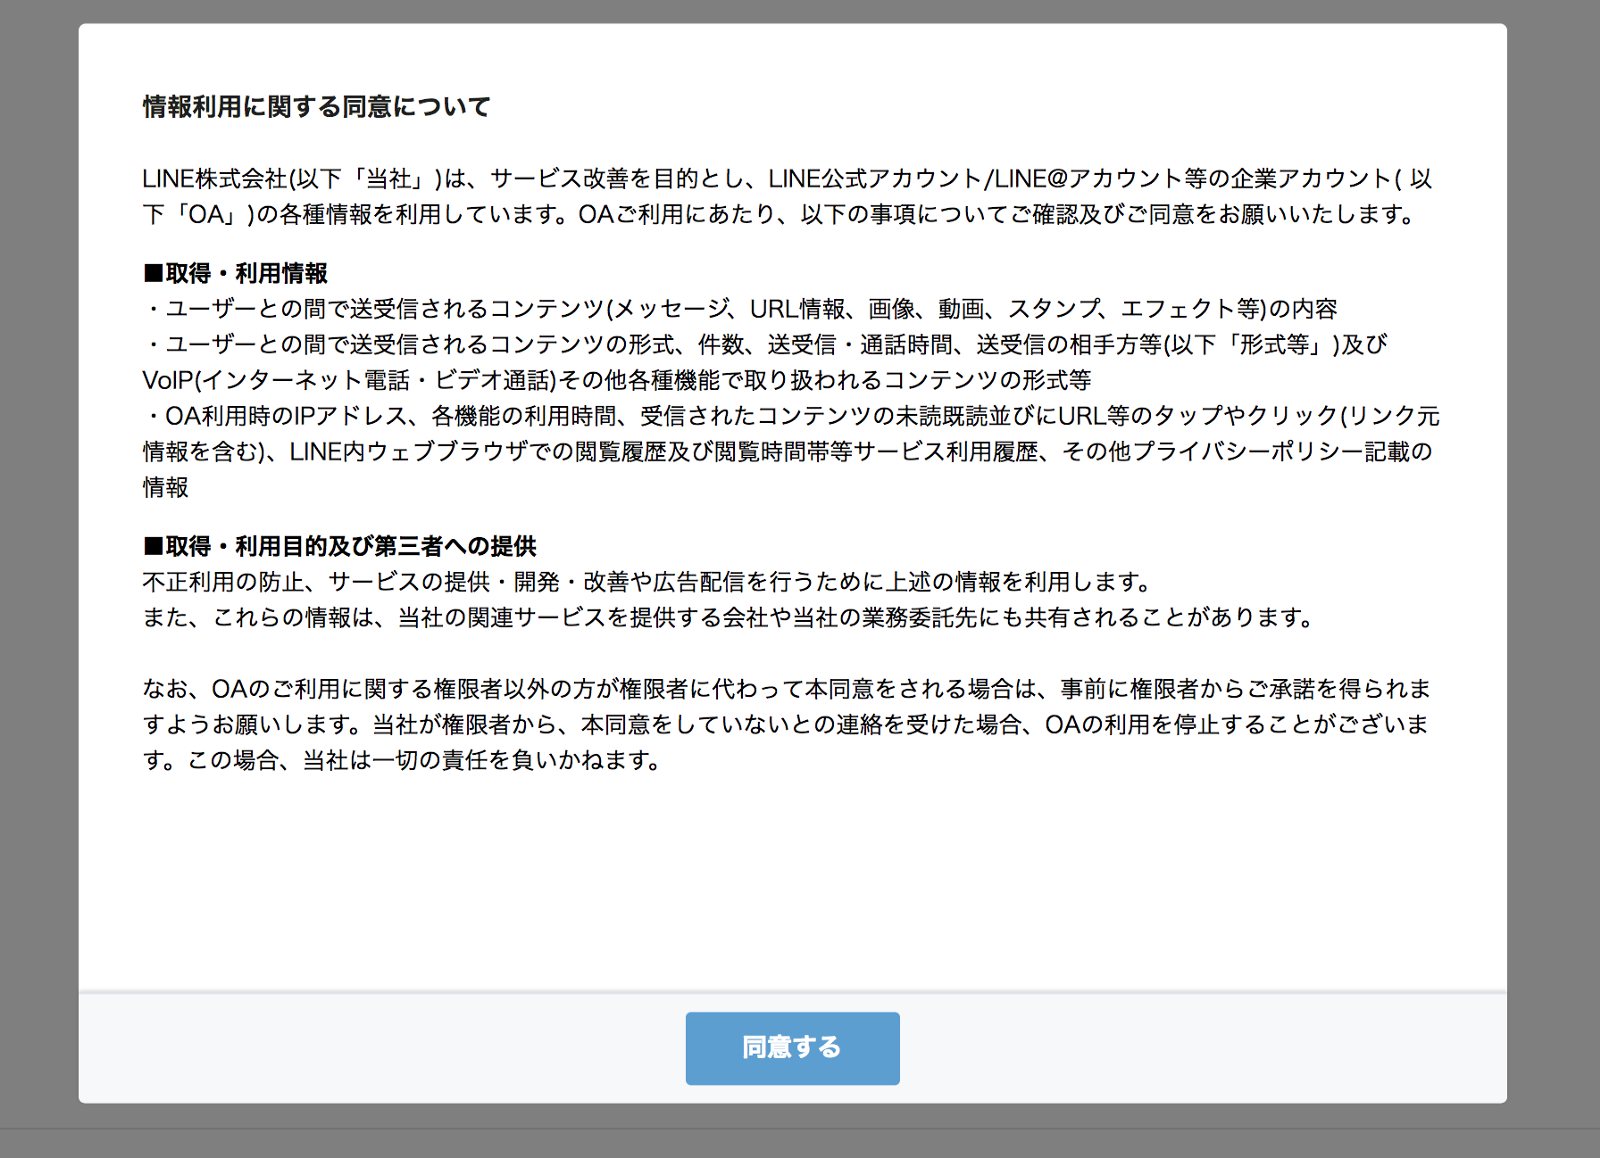 情報利用に関する同意について
LINE株式会社(以下「当社」)は、サービス改善を目的とし、LINE公式アカウント/LINE@アカウント等の企業アカウント( 以
下「OA」)の各種情報を利用しています。OAご利用にあたり、以下の事項についてご確認及びご同意をお願いいたします。
■取得・利用情報
・ユーザーとの間で送受信されるコンテンツ(メッセージ、URL情報、画像、動画、スタンプ、エフェクト等)の内容
・ユーザーとの間で送受信されるコンテンツの形式、件数、送受信・通話時間、送受信の相手方等(以下「形式等」)及び
VoIP(インターネット電話・ビデオ通話)その他各種機能で取り扱われるコンテンツの形式等
・OA利用時のIPアドレス、各機能の利用時間、受信されたコンテンツの未読既読並びにURL等のタップやクリック(リンク元
情報を含む)、LINE内ウェブブラウザでの閲覧履歴及び閲覧時間帯等サービス利用履歴、その他プライバシーポリシー記載の
情報
■取得・利用目的及び第三者への提供
不正利用の防止、サービスの提供・開発・改善や広告配信を行うために上述の情報を利用します。
また、これらの情報は、当社の関連サービスを提供する会社や当社の業務委託先にも共有されることがあります。
なお、OAのご利用に関する権限者以外の方が権限者に代わって本同意をされる場合は、事前に権限者からご承諾を得られま
すようお願いします。当社が権限者から、本同意をしていないとの連絡を受けた場合、OAの利用を停止することがございま
す。この場合、当社は一切の責任を負いかねます。
同意する